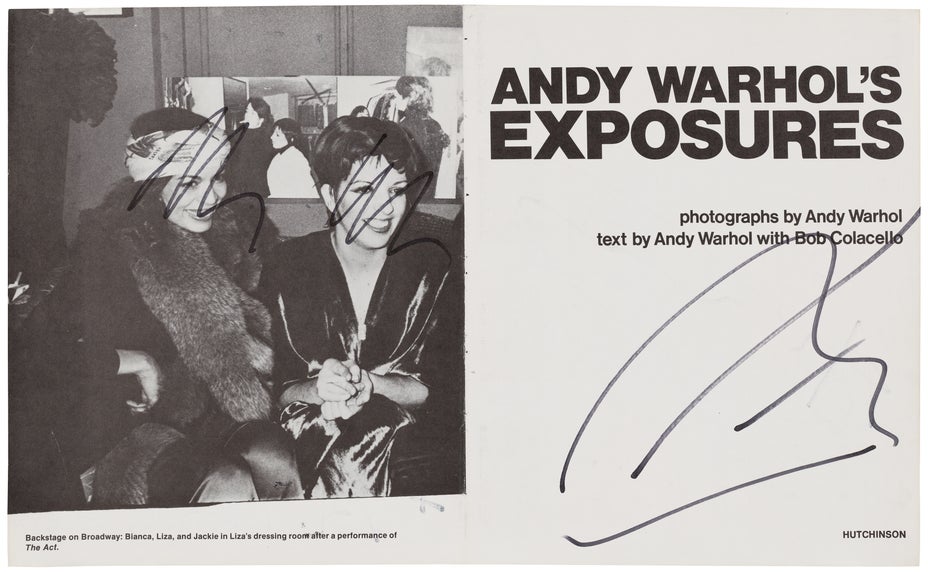 Backstage on Broadway: Bianca, Liza, and Jackie in Liza's dressing room after a performance of
The Act.
ANDY WARHOL'S
EXPOSURES
photographs by Andy Warhol
text by Andy Warhol with Bob Colacello
HUTCHINSON